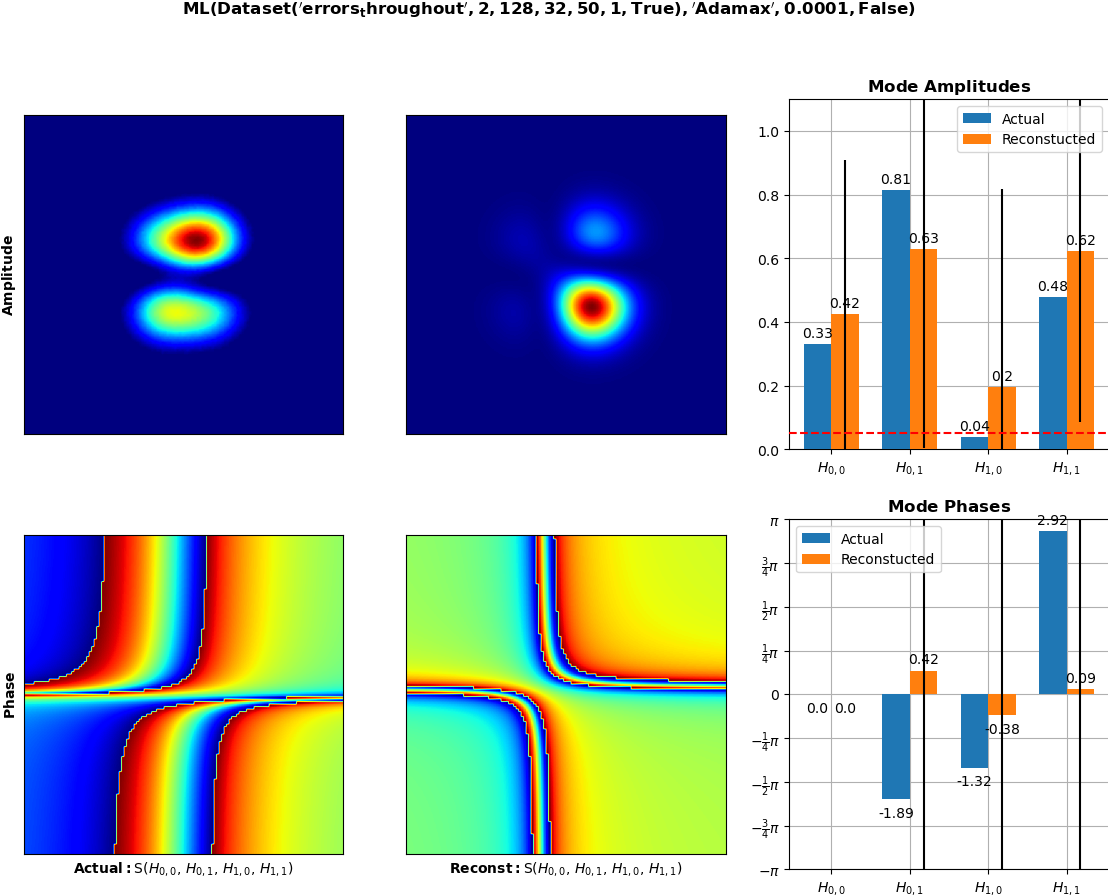 ML(Dataset('errors_throughout', 2, 128, 32, 50, 1, True), 'Adamax', 0.0001, False)
Amplitude
Mode Amplitudes
Actual
Reconstucted
1.0
0.8
0.6
0.4
0.2
0.0
0.33
0.42
0.81
0.63
0.04
0.2
0.48
0.62
H0,0
H0,1
H1,0
H1,1
Phase
Actual: S(H0,0, H0,1, H1,0, H1,1)
Reconst: S(H0,0, H0,1, H1,0, H1,1)
Mode Phases
Actual
Reconstucted
π
3/4π
1/2π
1/4π
0
−1/4π
−1/2π
−3/4π
−π
0.0
0.0
-1.89
0.42
-1.32
-0.38
2.92
0.09
H0,0
H0,1
H1,0
H1,1